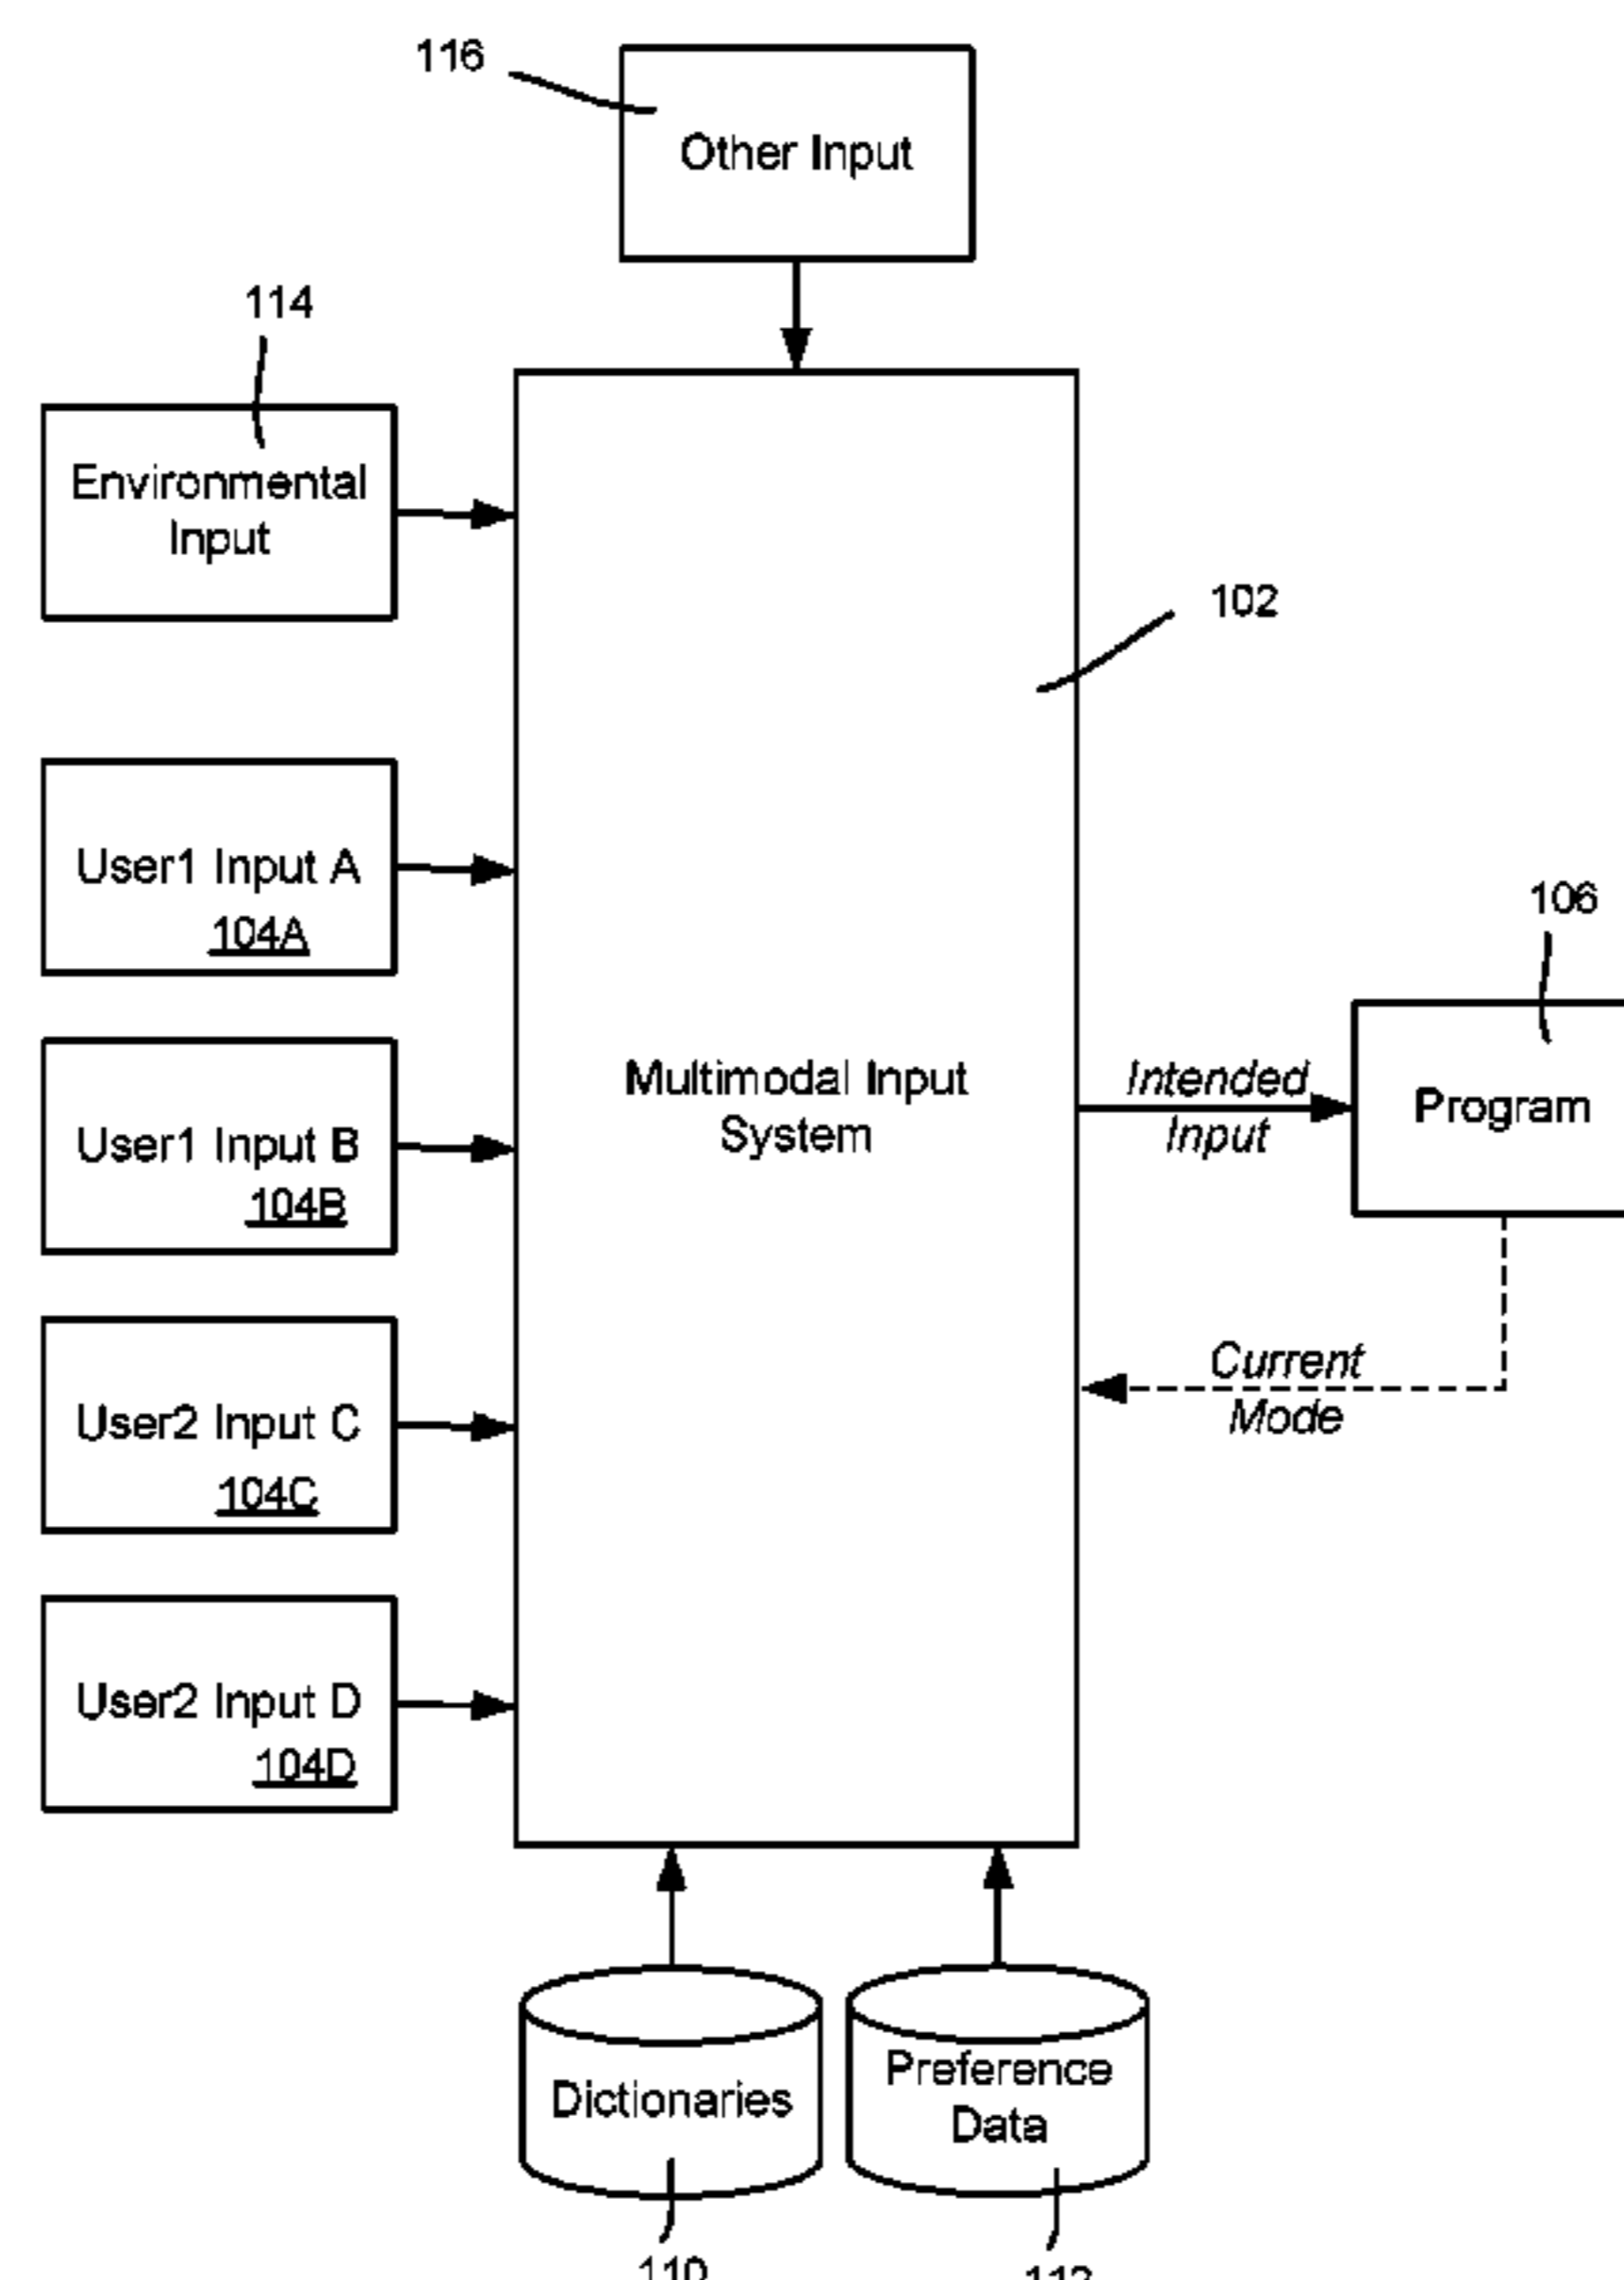 116
Other Input
114
Environmental
Input
102
User1 Input A
104A
106
User1 Input B
104B
Multimodal Input
System
Intended
Input
Program
User2 Input C
104C
Current
Mode
User2 Input D
104D
Dictionaries
Preference
Data
110